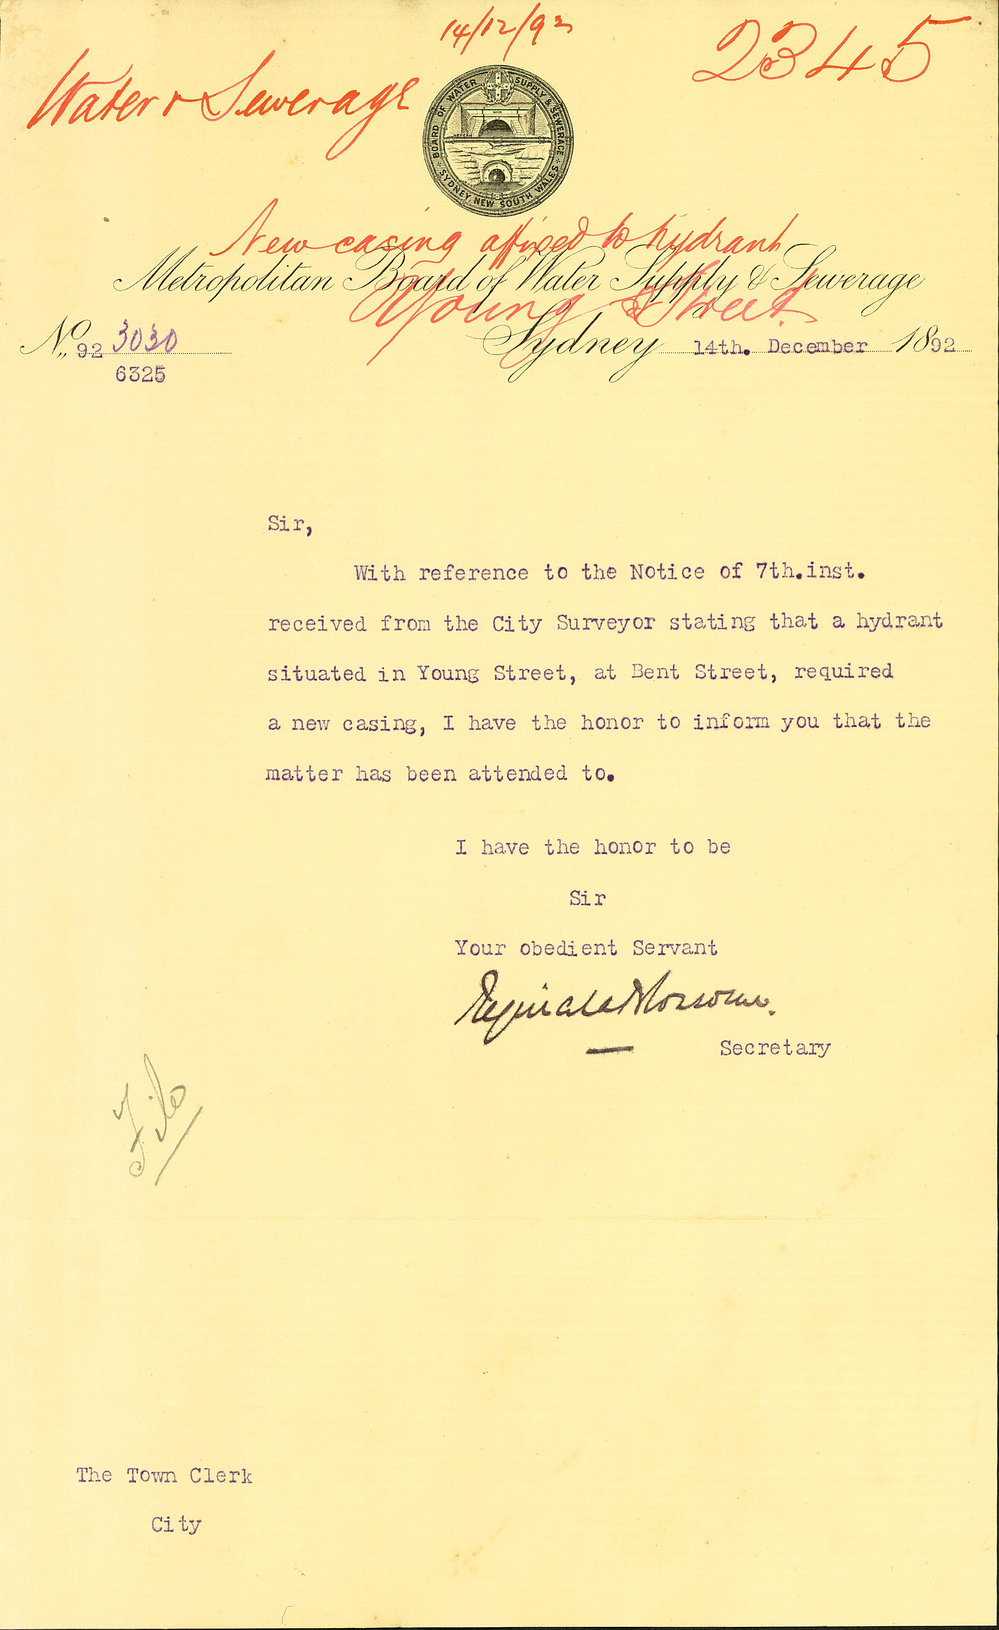 14/12/92
2345
Water & Sewerage
BOARD OF WATER SUPPLY & SEWERAGE
SYDNEY, NEW SOUTH WALES
New casing affixed to hydrant
Metropolitan Board of Water Supply & Sewerage
Young Street
No. 92 3030
6325
Sydney 14th. December 1892
Sir,
With reference to the Notice of 7th.inst.
received from the City Surveyor stating that a hydrant
situated in Young Street, at Bent Street, required
a new casing, I have the honor to inform you that the
matter has been attended to.
I have the honor to be
Sir
Your obedient Servant
Secretary
File
The Town Clerk
City